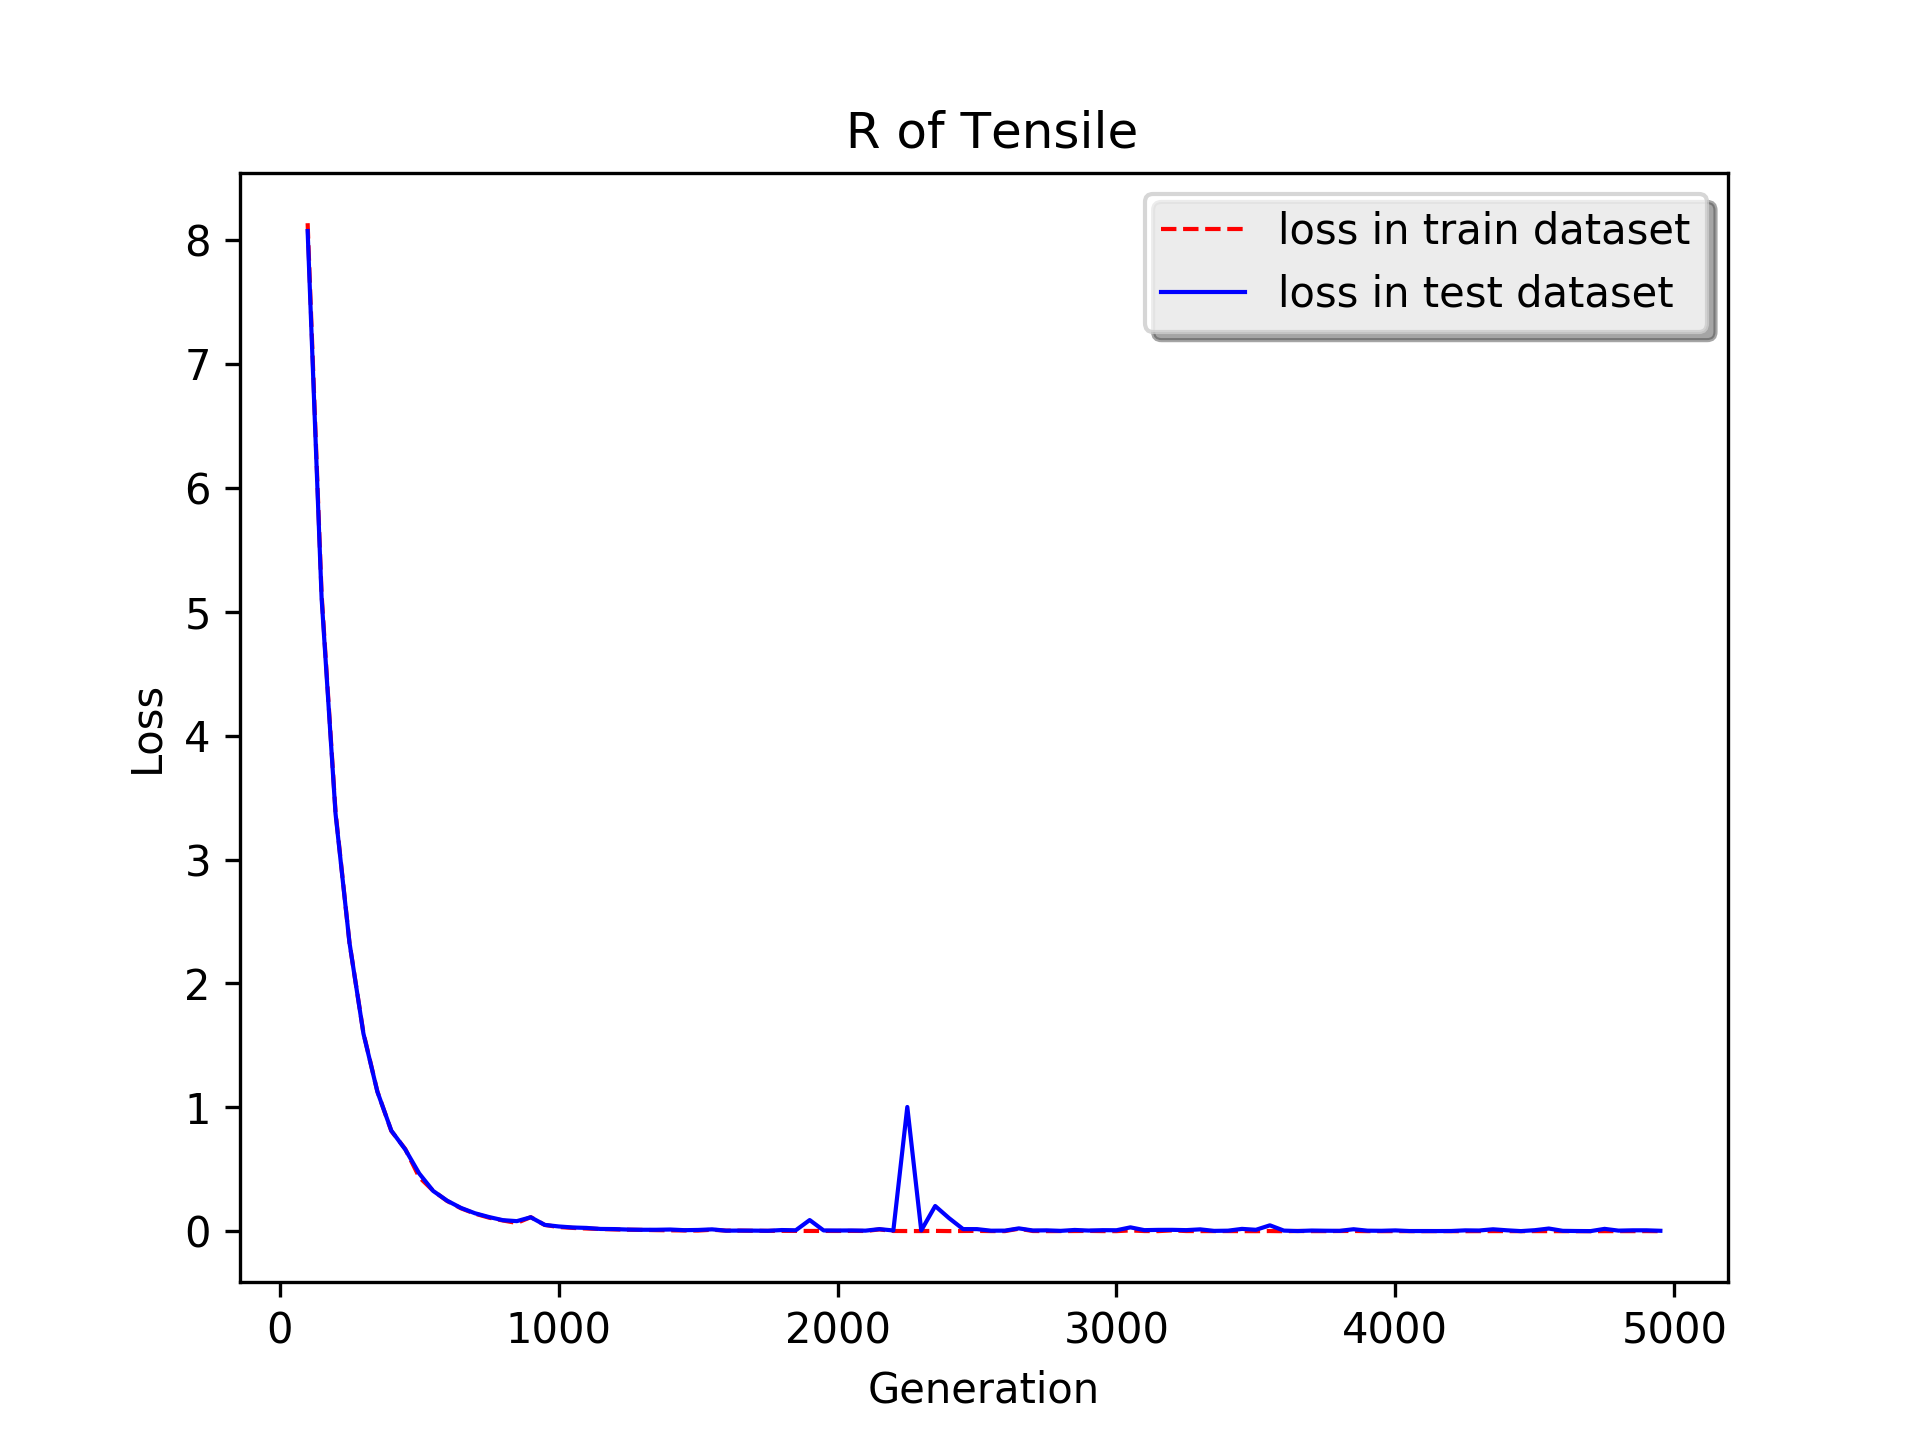 R of Tensile
loss in train dataset
loss in test dataset
8
7
6
5
4
3
2
1
0
Loss
0 1000 2000 3000 4000 5000
Generation